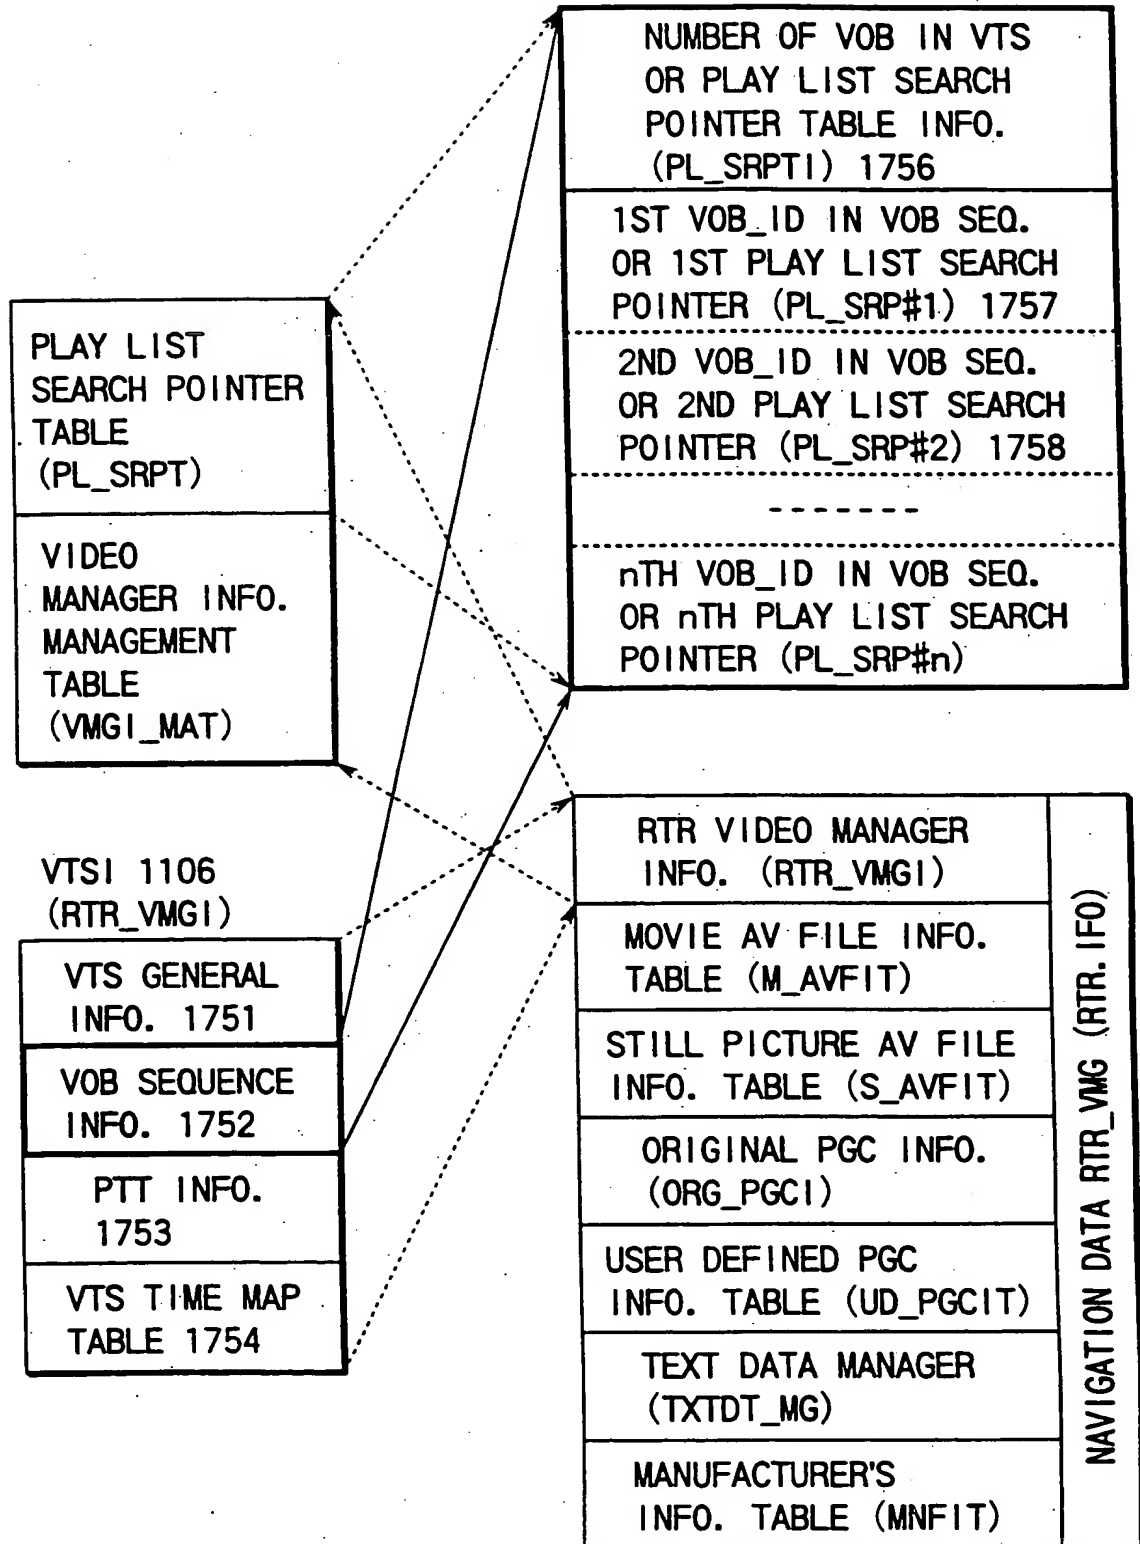 NUMBER OF VOB IN VTS
OR PLAY LIST SEARCH
POINTER TABLE INFO.
(PL_SRPTI) 1756
1ST VOB_ID IN VOB SEQ.
OR 1ST PLAY LIST SEARCH
POINTER (PL_SRP#1) 1757
2ND VOB_ID IN VOB SEQ.
OR 2ND PLAY LIST SEARCH
POINTER (PL_SRP#2) 1758
-------
nTH VOB_ID IN VOB SEQ.
OR nTH PLAY LIST SEARCH
POINTER (PL_SRP#n)
PLAY LIST
SEARCH POINTER
TABLE
(PL_SRPT)
VIDEO
MANAGER INFO.
MANAGEMENT
TABLE
(VMGI_MAT)
VTSI 1106
(RTR_VMGI)
VTS GENERAL
INFO. 1751
VOB SEQUENCE
INFO. 1752
PTT INFO.
1753
VTS TIME MAP
TABLE 1754
RTR VIDEO MANAGER
INFO. (RTR_VMGI)
MOVIE AV FILE INFO.
TABLE (M_AVFIT)
STILL PICTURE AV FILE
INFO. TABLE (S_AVFIT)
ORIGINAL PGC INFO.
(ORG_PGCI)
USER DEFINED PGC
INFO. TABLE (UD_PGCIT)
TEXT DATA MANAGER
(TXTDT_MG)
MANUFACTURER'S
INFO. TABLE (MNFIT)
NAVIGATION DATA RTR_VMG (RTR.IFO)